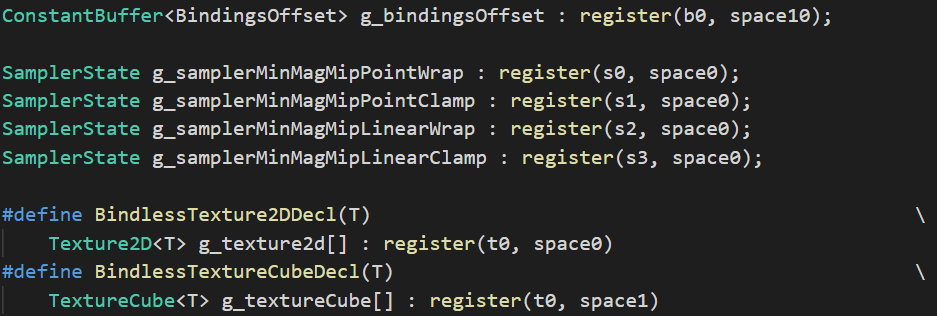 ConstantBuffer<BindingsOffset> g_bindingsOffset : register(b0, space10);
SamplerState g_samplerMinMagMipPointWrap : register(s0, space0);
SamplerState g_samplerMinMagMipPointClamp : register(s1, space0);
SamplerState g_samplerMinMagMipLinearWrap : register(s2, space0);
SamplerState g_samplerMinMagMipLinearClamp : register(s3, space0);
#define BindlessTexture2DDecl(T) \
Texture2D<T> g_texture2d[] : register(t0, space0)
#define BindlessTextureCubeDecl(T) \
TextureCube<T> g_textureCube[] : register(t0, space1)